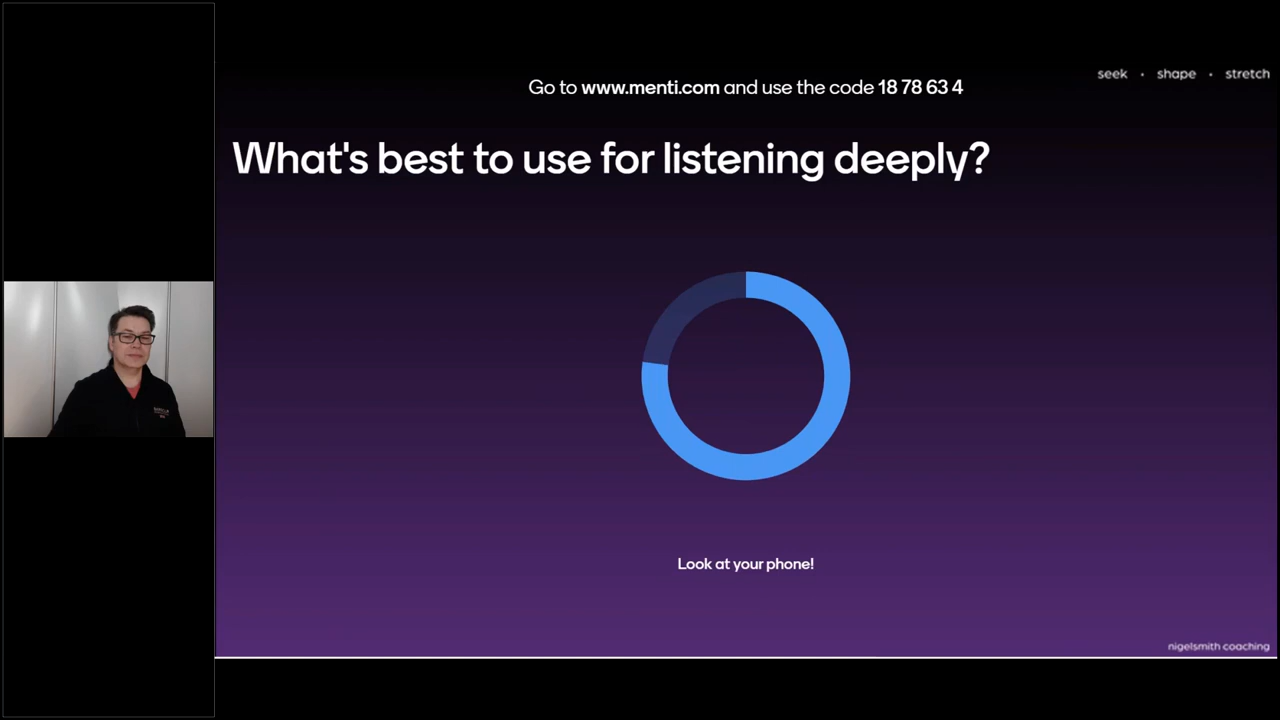 Go to www.menti.com and use the code 18 78 63 4
seek • shape • stretch
What's best to use for listening deeply?
Look at your phone!
nigelsmith coaching